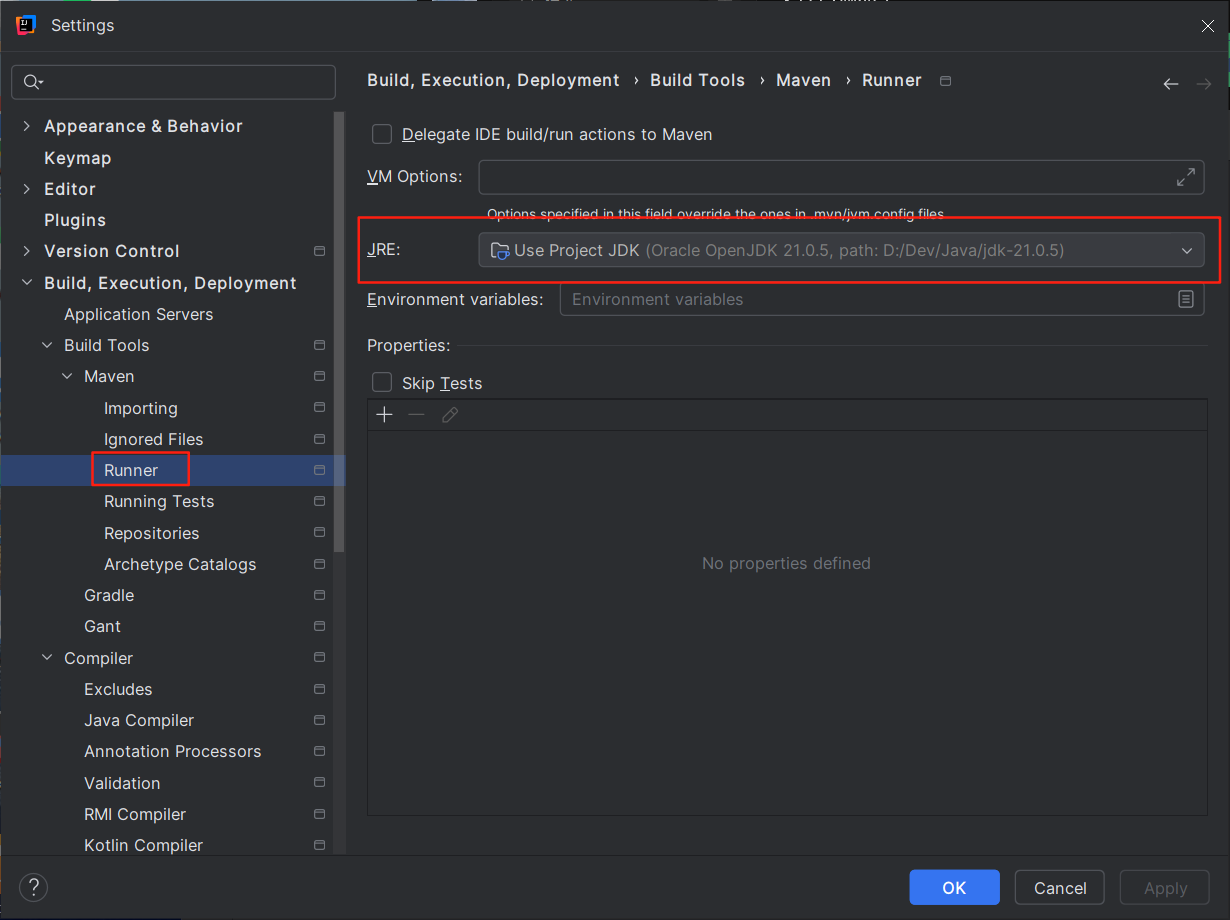 Settings
Build, Execution, Deployment › Build Tools › Maven › Runner
Appearance & Behavior
Keymap
Editor
Plugins
Version Control
Build, Execution, Deployment
Application Servers
Build Tools
Maven
Importing
Ignored Files
Runner
Running Tests
Repositories
Archetype Catalogs
Gradle
Gant
Compiler
Excludes
Java Compiler
Annotation Processors
Validation
RMI Compiler
Kotlin Compiler
Delegate IDE build/run actions to Maven
VM Options:
Options specified in this field override the ones in .mvn/jvm.config files
JRE: Use Project JDK (Oracle OpenJDK 21.0.5, path: D:/Dev/Java/jdk-21.0.5)
Environment variables: Environment variables
Properties:
Skip Tests
No properties defined
?
OK Cancel Apply